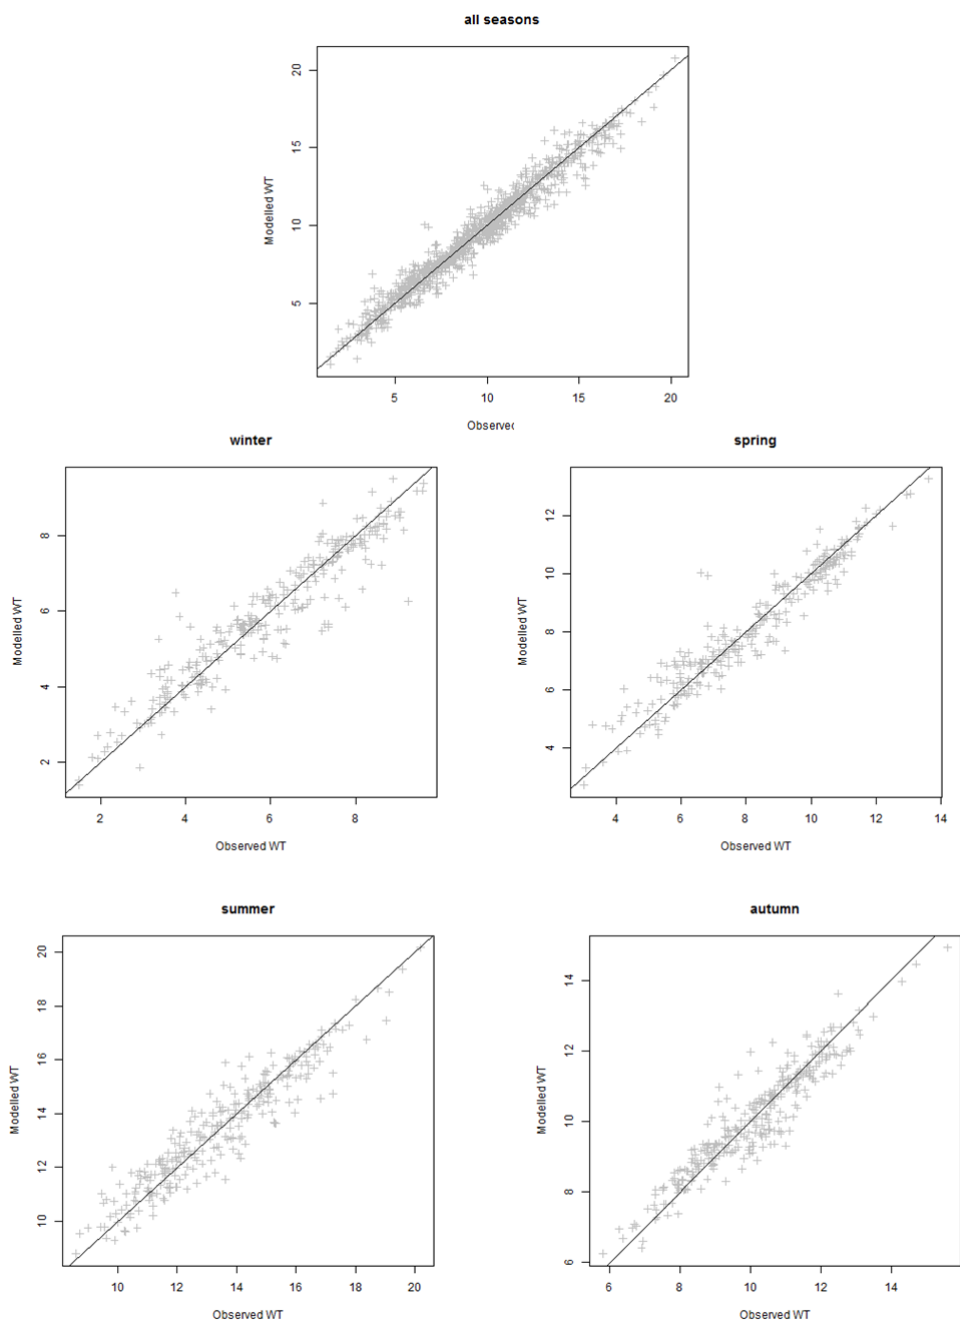 all seasons
20
15
10
5
Modelled WT
5 10 15 20
Observec
winter
8
6
4
2
Modelled WT
2 4 6 8
Observed WT
spring
12
10
8
6
4
Modelled WT
4 6 8 10 12 14
Observed WT
summer
20
18
16
14
12
10
Modelled WT
10 12 14 16 18 20
Observed WT
autumn
14
12
10
8
6
Modelled WT
6 8 10 12 14
Observed WT